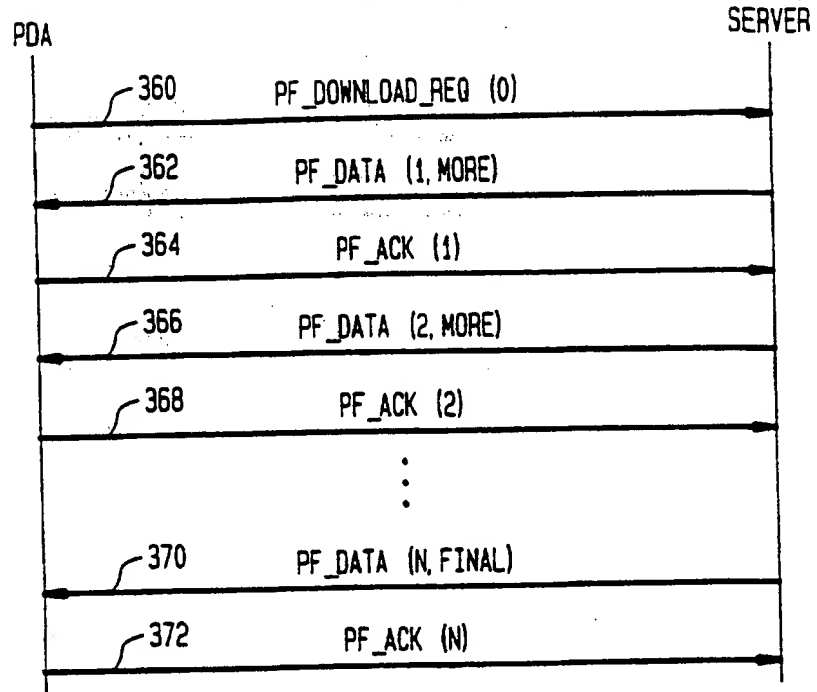 PDA
SERVER
360 PF_DOWNLOAD_REQ (0)
362 PF_DATA (1, MORE)
364 PF_ACK (1)
366 PF_DATA (2, MORE)
368 PF_ACK (2)
370 PF_DATA (N, FINAL)
372 PF_ACK (N)